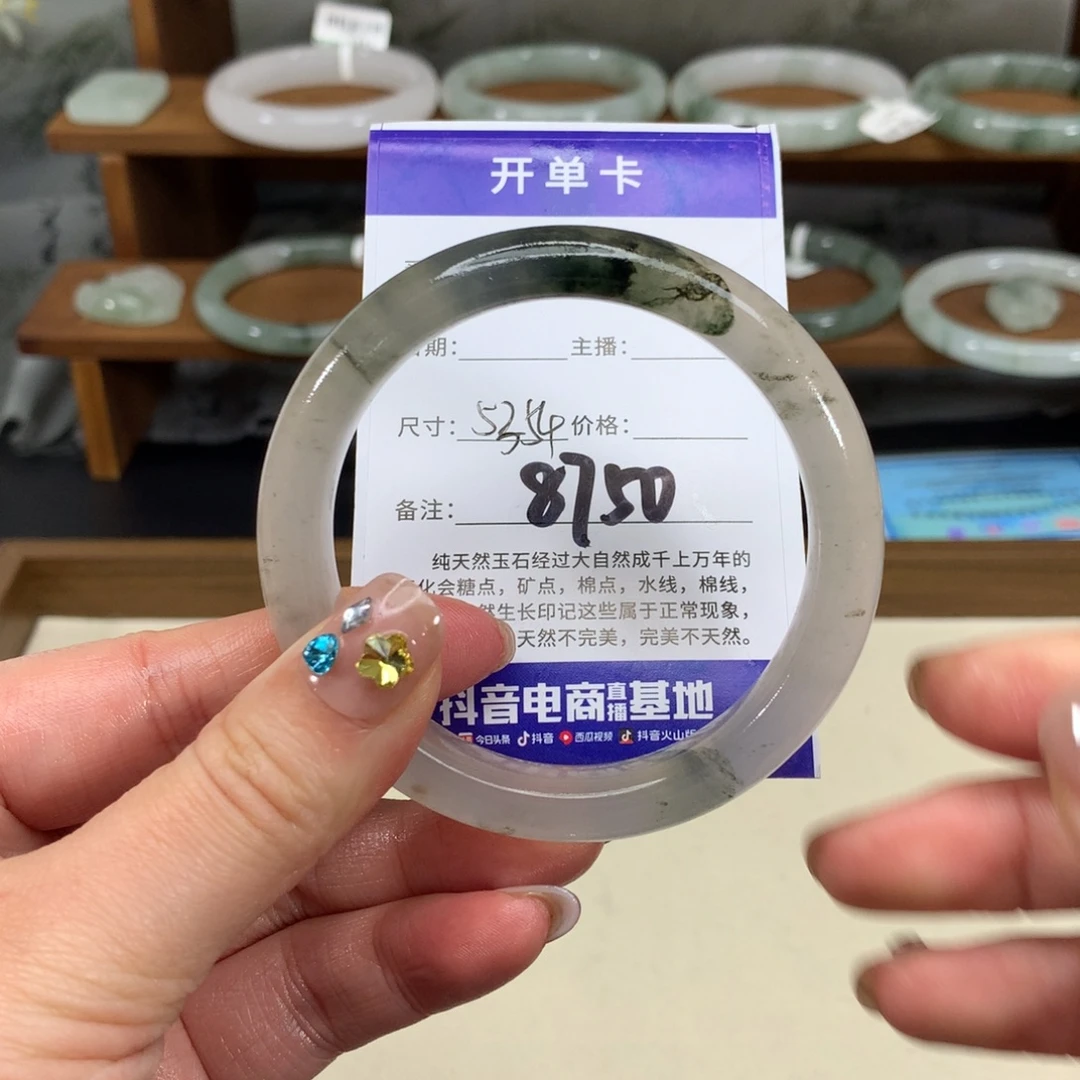 开单卡
期：主播：
尺寸：5354 价格：
备注：8750
纯天然玉石经过大自然成千上万年的
化会糖点，矿点，棉点，水线，棉线，
然生长印记这些属于正常现象，
天然不完美，完美不天然。
抖音电商直播基地
今日头条 抖音 西瓜视频 抖音火山版